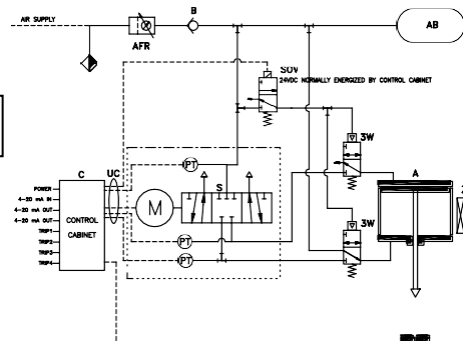 AIR SUPPLY
B
AB
AFR
SOV
24VDC NORMALLY ENERGIZED BY CONTROL CABINET
3W
C
UC
PT
A
POWER
S
4-20 mA IN
4-20 mA OUT
M
4-20 mA OUT
CONTROL
CABINET
3W
TRIP1
TRIP2
PT
TRIP3
PT
TRIP4